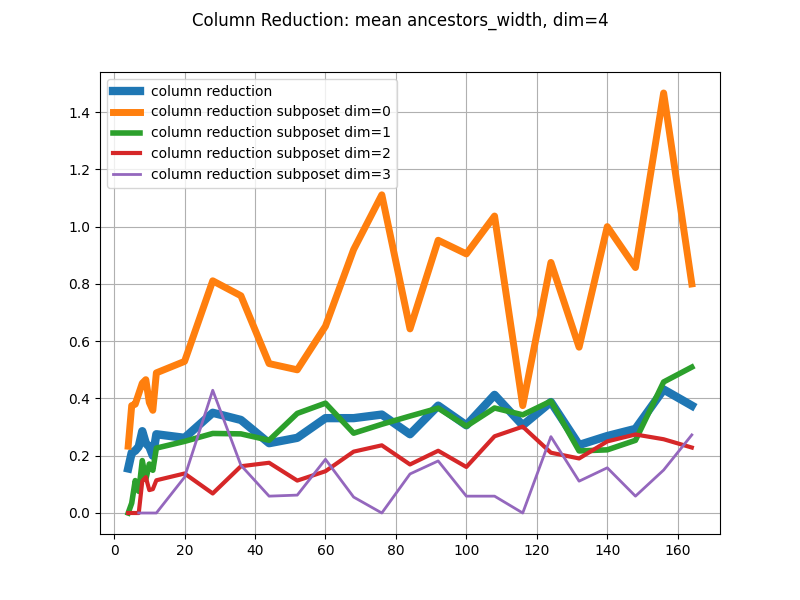 Column Reduction: mean ancestors_width, dim=4
column reduction
column reduction subposet dim=0
column reduction subposet dim=1
column reduction subposet dim=2
column reduction subposet dim=3
1.4
1.2
1.0
0.8
0.6
0.4
0.2
0.0
0 20 40 60 80 100 120 140 160